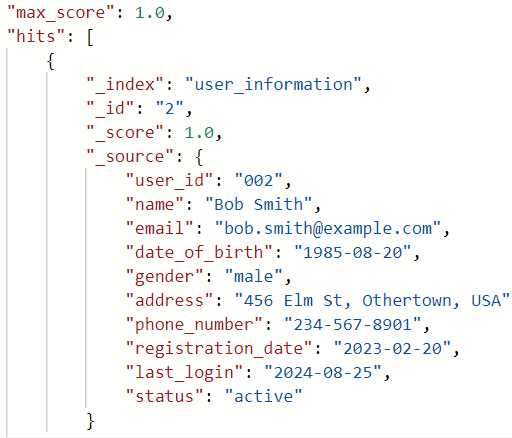 "max_score": 1.0,
"hits": [
{
"_index": "user_information",
"_id": "2",
"_score": 1.0,
"_source": {
"user_id": "002",
"name": "Bob Smith",
"email": "bob.smith@example.com",
"date_of_birth": "1985-08-20",
"gender": "male",
"address": "456 Elm St, Othertown, USA"
"phone_number": "234-567-8901",
"registration_date": "2023-02-20",
"last_login": "2024-08-25",
"status": "active"
}